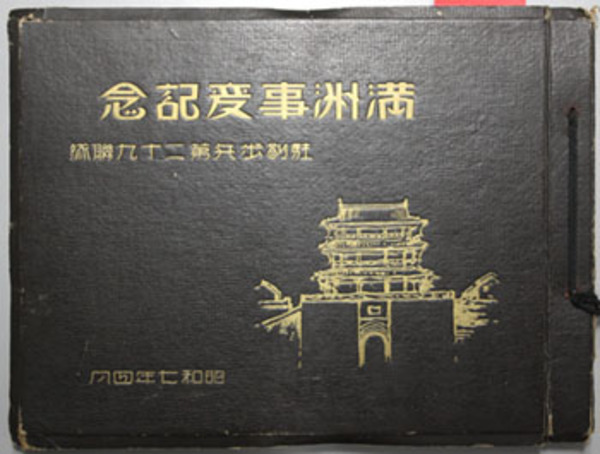 満洲事変記念
駐剳歩兵第二十九聯隊
昭和七年四月